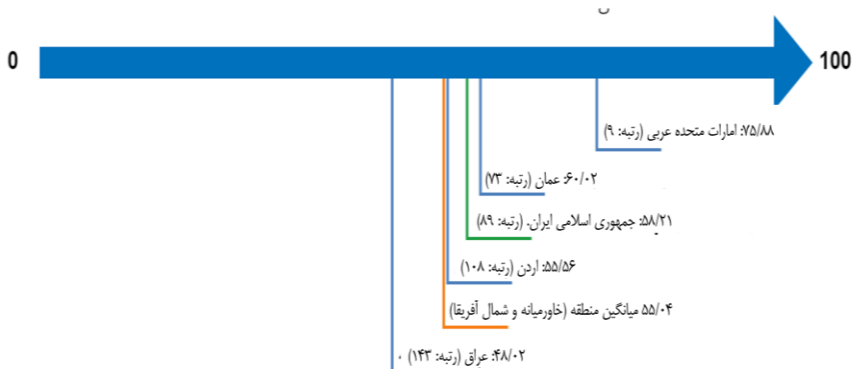 0 100
۷۵/۸۸: امارات متحده عربی (رتبه: ۹)
۶۰/۰۲: عمان (رتبه: ۷۳)
۵۸/۲۱: جمهوری اسلامی ایران. (رتبه: ۸۹)
۵۵/۵۶: اردن (رتبه: ۱۰۸)
۵۵/۰۴ میانگین منطقه (خاورمیانه و شمال آفریقا)
۴۸/۰۲: عراق (رتبه: ۱۴۳) .